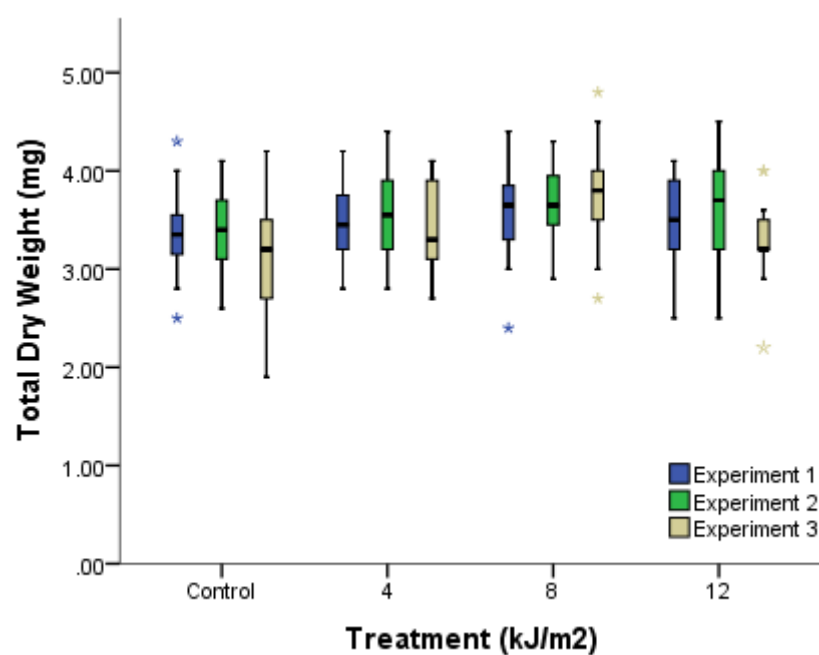 5.00
4.00
3.00
2.00
1.00
.00
Total Dry Weight (mg)
Experiment 1
Experiment 2
Experiment 3
Control 4 8 12
Treatment (kJ/m2)